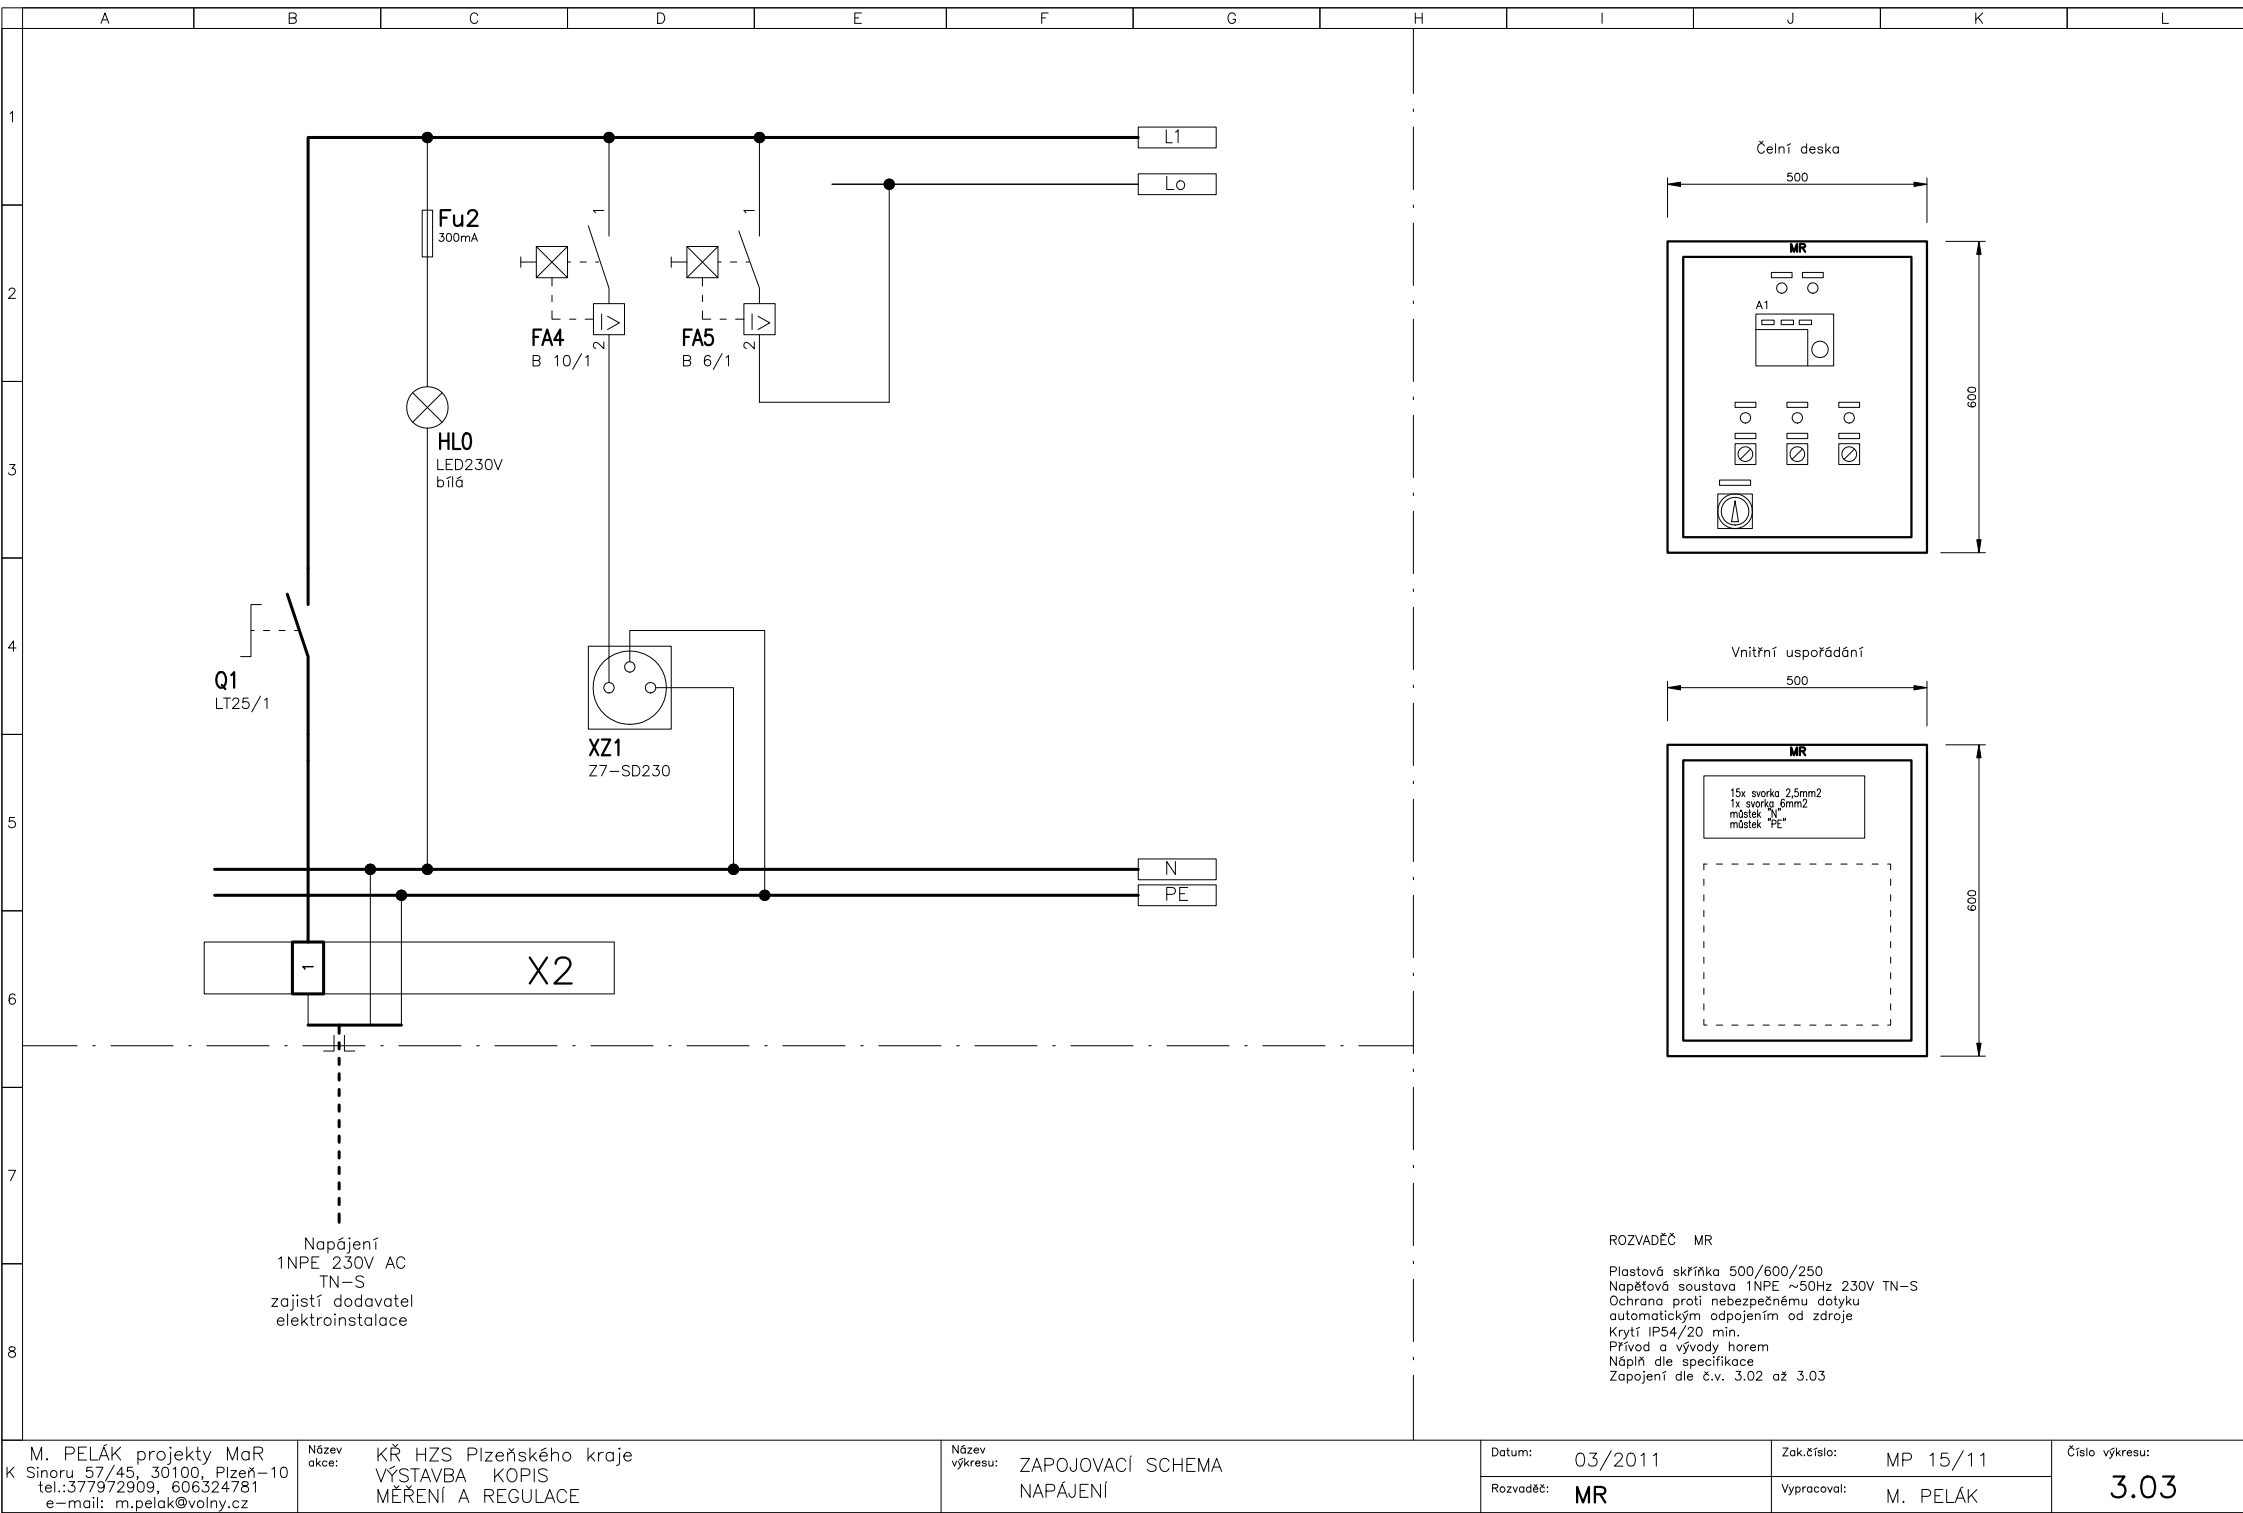 A B C D E F G H I J K L
1
2
3
4
5
6
7
8
L1
Lo
Fu2
300mA
1
2
FA4
B 10/1
I>
1
2
FA5
B 6/1
I>
HL0
LED230V
bílá
Q1
LT25/1
XZ1
Z7-SD230
N
PE
1
X2
Napájení
1NPE 230V AC
TN-S
zajistí dodavatel
elektroinstalace
Čelní deska
500
MR
A1
600
Vnitřní uspořádání
500
MR
15x svorka 2,5mm2
1x svorka 6mm2
můstek "N"
můstek "PE"
600
ROZVADĚČ MR
Plastová skříňka 500/600/250
Napěťová soustava 1NPE ~50Hz 230V TN-S
Ochrana proti nebezpečnému dotyku
automatickým odpojením od zdroje
Krytí IP54/20 min.
Přívod a vývody horem
Náplň dle specifikace
Zapojení dle č.v. 3.02 až 3.03
M. PELÁK projekty MaR
K Sinoru 57/45, 30100, Plzeň-10
tel.:377972909, 606324781
e-mail: m.pelak@volny.cz
Název
akce:
KŘ HZS Plzeňského kraje
VÝSTAVBA KOPIS
MĚŘENÍ A REGULACE
Název
výkresu:
ZAPOJOVACÍ SCHEMA
NAPÁJENÍ
Datum: 03/2011
Rozvaděč: MR
Zak.číslo: MP 15/11
Vypracoval: M. PELÁK
Číslo výkresu:
3.03